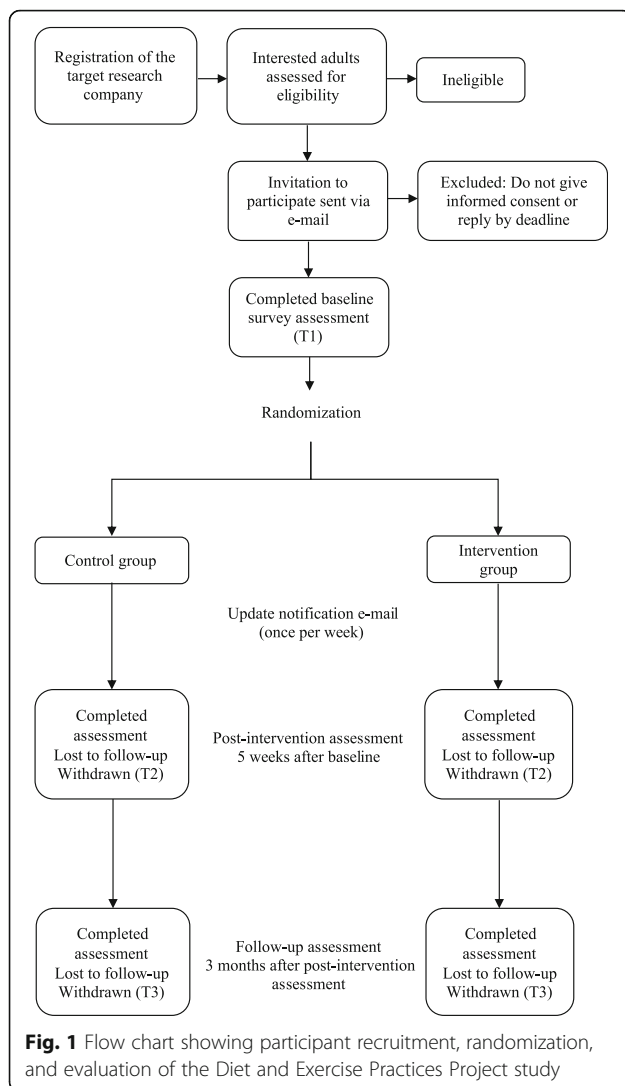 Registration of the
target research
company
Interested adults
assessed for
eligibility
Ineligible
Invitation to
participate sent via
e-mail
Excluded: Do not give
informed consent or
reply by deadline
Completed baseline
survey assessment
(T1)
Randomization
Control group
Intervention
group
Update notification e-mail
(once per week)
Completed
assessment
Lost to follow-up
Withdrawn (T2)
Post-intervention assessment
5 weeks after baseline
Completed
assessment
Lost to follow-up
Withdrawn (T2)
Completed
assessment
Lost to follow-up
Withdrawn (T3)
Follow-up assessment
3 months after post-intervention
assessment
Completed
assessment
Lost to follow-up
Withdrawn (T3)
Fig. 1 Flow chart showing participant recruitment, randomization,
and evaluation of the Diet and Exercise Practices Project study